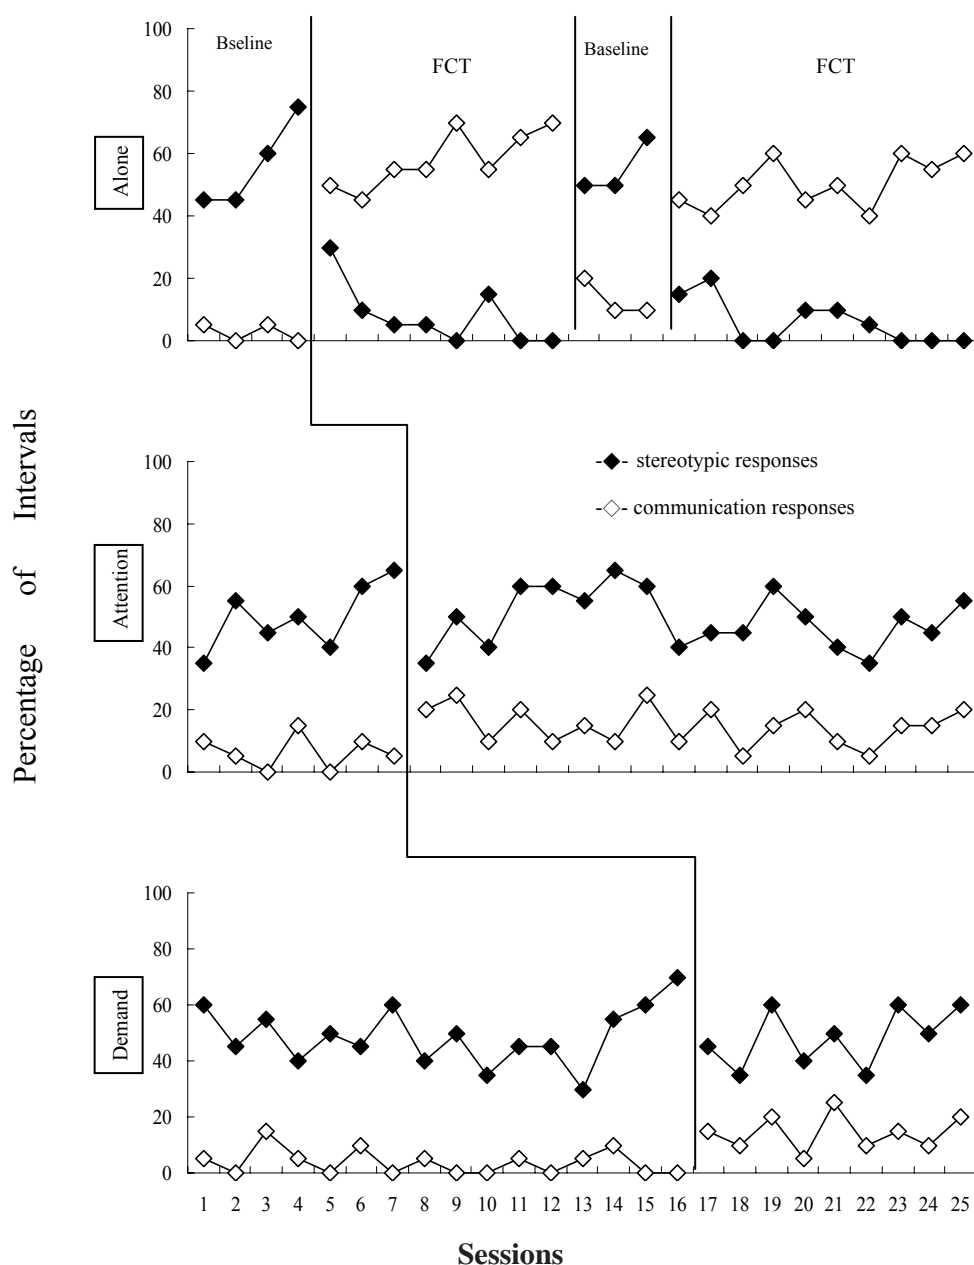 100
80
60
40
20
0
Bseline
FCT
Baseline
FCT
Alone
100
80
60
40
20
0
Attention
stereotypic responses
communication responses
Percentage of Intervals
100
80
60
40
20
0
Demand
1 2 3 4 5 6 7 8 9 10 11 12 13 14 15 16 17 18 19 20 21 22 23 24 25
Sessions